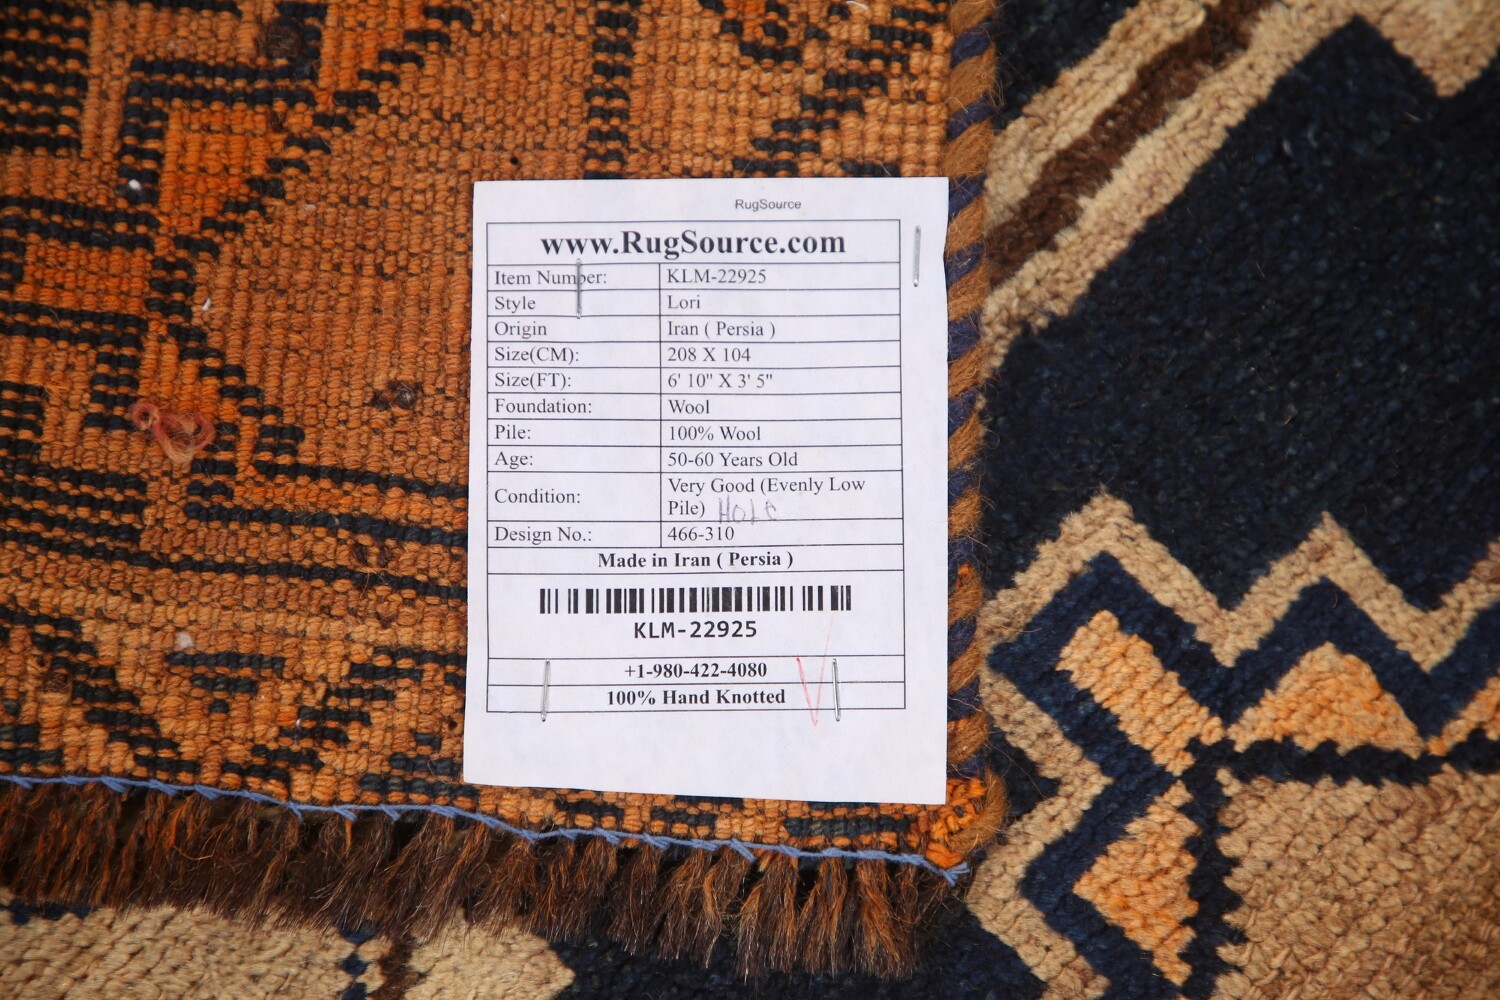 RugSource
www.RugSource.com
Item Number: KLM-22925
Style Lori
Origin Iran ( Persia )
Size(CM): 208 X 104
Size(FT): 6' 10" X 3' 5"
Foundation: Wool
Pile: 100% Wool
Age: 50-60 Years Old
Condition: Very Good (Evenly Low
Pile) HOLE
Design No.: 466-310
Made in Iran ( Persia )
KLM-22925
+1-980-422-4080
100% Hand Knotted